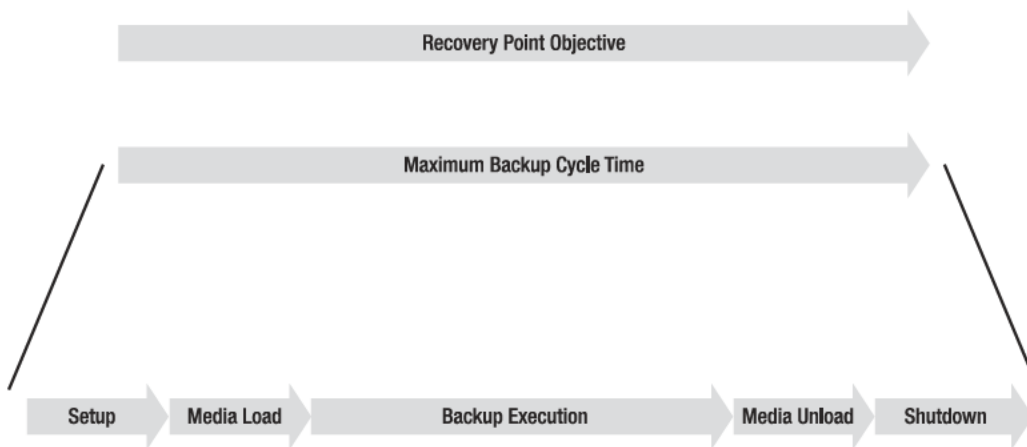 Recovery Point Objective
Maximum Backup Cycle Time
Setup
Media Load
Backup Execution
Media Unload
Shutdown